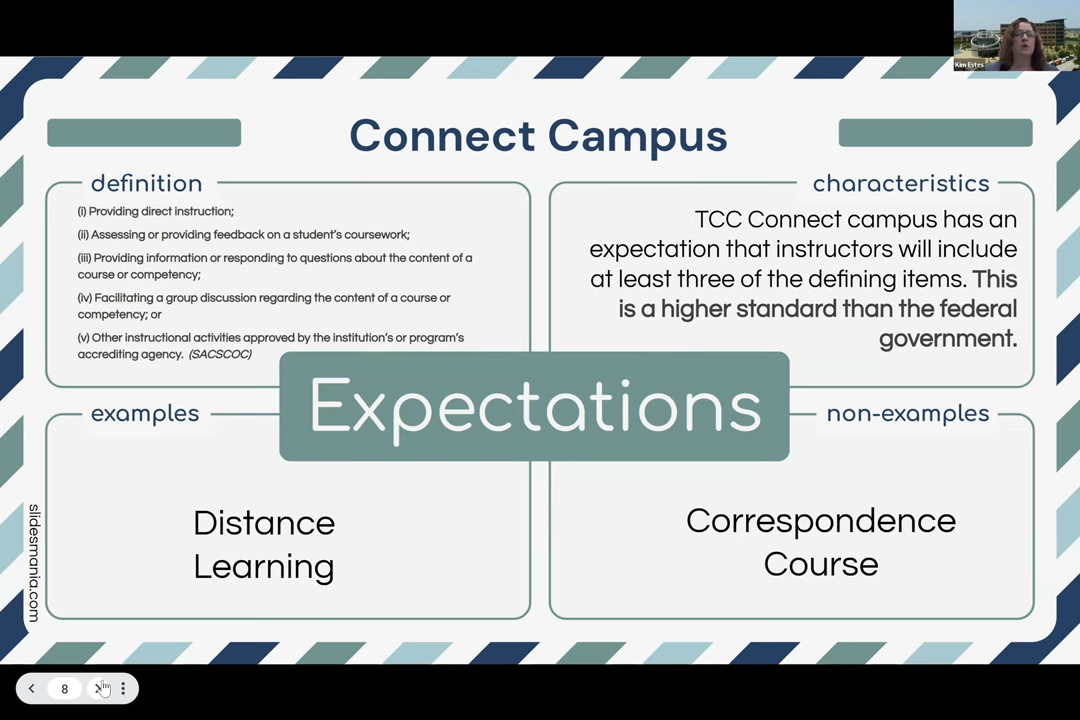 Kim Estes
Connect Campus
definition
(i) Providing direct instruction;
(ii) Assessing or providing feedback on a student's coursework;
(iii) Providing information or responding to questions about the content of a
course or competency;
(iv) Facilitating a group discussion regarding the content of a course or
competency; or
(v) Other instructional activities approved by the institution's or program's
accrediting agency. (SACSCOC)
characteristics
TCC Connect campus has an
expectation that instructors will include
at least three of the defining items. This
is a higher standard than the federal
government.
Expectations
examples
Distance
Learning
non-examples
Correspondence
Course
slidesmania.com
8